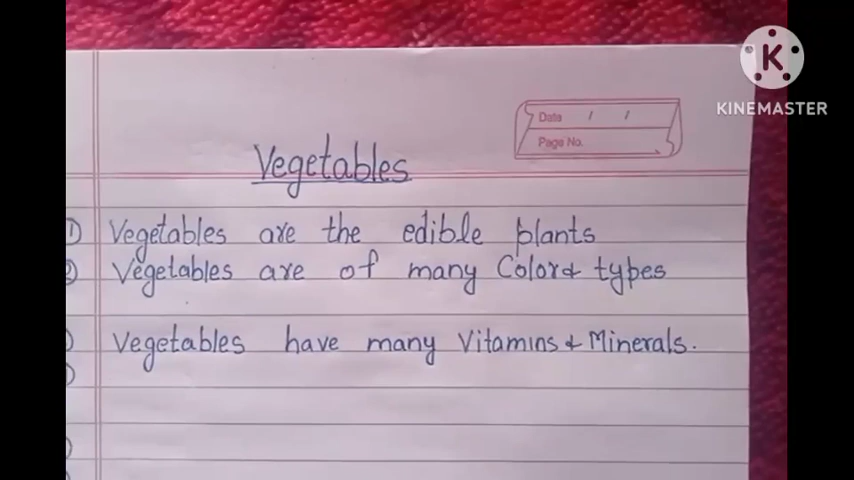 KINEMASTER
Date / /
Page No.
Vegetables
1) Vegetables are the edible plants
2) Vegetables are of many Color & types
Vegetables have many Vitamins & Minerals.